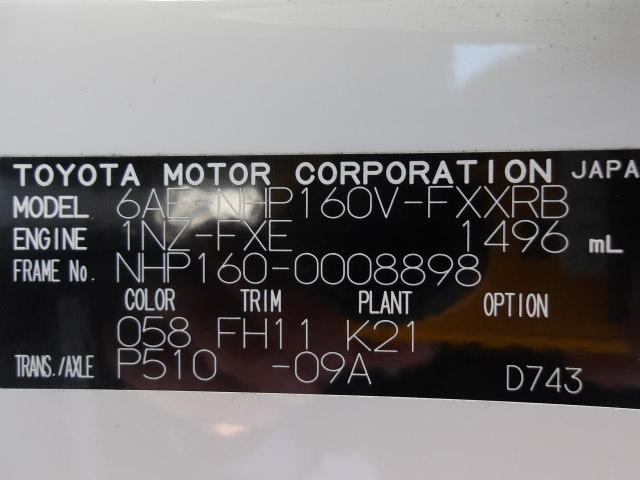 TOYOTA MOTOR CORPORATION JAPA
MODEL 6AE-NHP160V-FXXRB
ENGINE 1NZ-FXE 1496 mL
FRAME No. NHP160-0008898
COLOR TRIM PLANT OPTION
058 FH11 K21
TRANS./AXLE P510 -09A D743